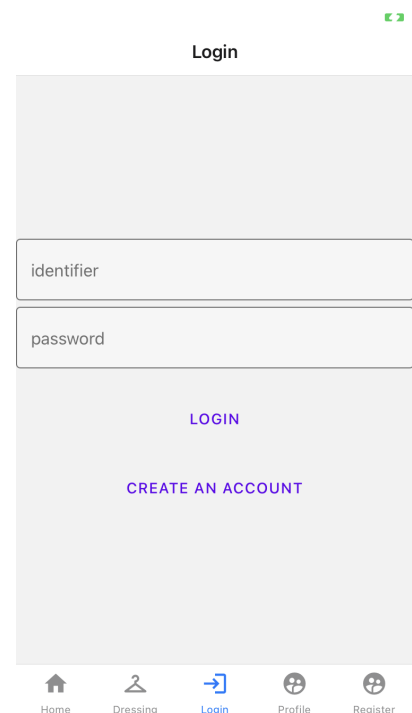 Login
identifier
password
LOGIN
CREATE AN ACCOUNT
Home Dressing Login Profile Register